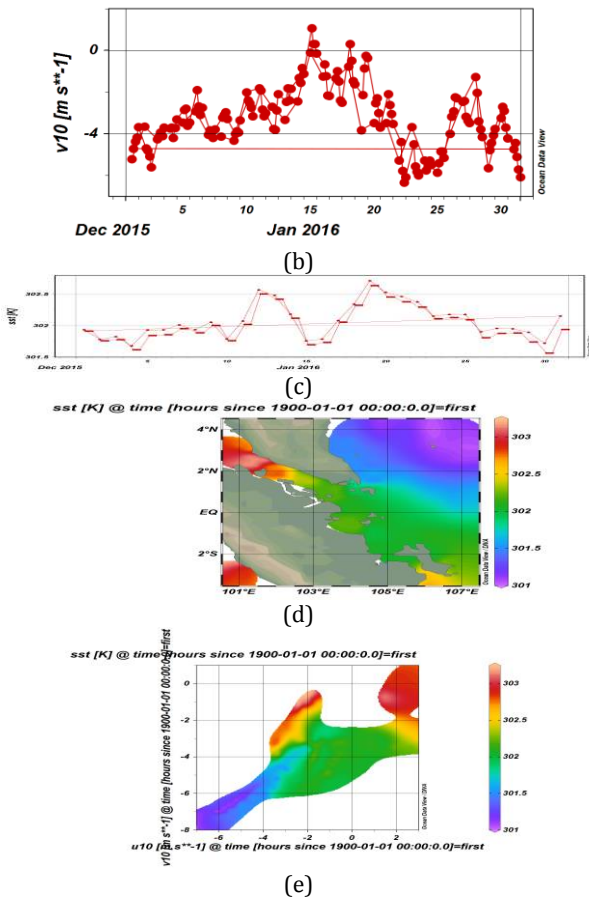 0
v10 [m s**-1]
-4
Ocean Data View
5 10 15 20 25 30
Dec 2015 Jan 2016
(b)
sst [K]
302.5
302
301.5
5 10 15 20 25 30
Dec 2015 Jan 2016
(c)
sst [K] @ time [hours since 1900-01-01 00:00:0.0]=first
4°N
2°N
EQ
2°S
303
302.5
302
301.5
301
Ocean Data View / DIVA
101°E 103°E 105°E 107°E
(d)
sst [K] @ time [hours since 1900-01-01 00:00:0.0]=first
v10 [m s**-1] @ time [hours since 1900-01-01 00:00:0.0]=first
0
-2
-4
-6
-8
303
302.5
302
301.5
301
Ocean Data View / DIVA
-6 -4 -2 0 2
u10 [m s**-1] @ time [hours since 1900-01-01 00:00:0.0]=first
(e)